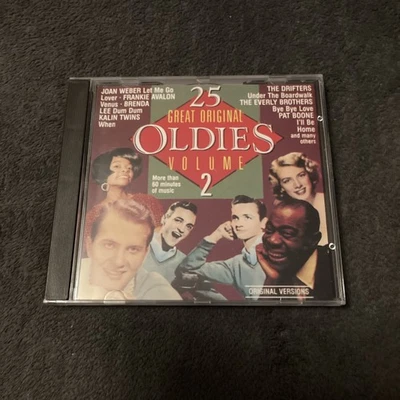 JOAN WEBER Let Me Go
Lover - FRANKIE AVALON
Venus - BRENDA
LEE Dum Dum
KALIN TWINS
When
25
GREAT ORIGINAL
OLDIES
VOLUME
2
More than
60 minutes
of music
THE DRIFTERS
Under The Boardwalk
THE EVERLY BROTHERS
Bye Bye Love
PAT BOONE
I'll Be
Home
and many
others
ORIGINAL VERSIONS